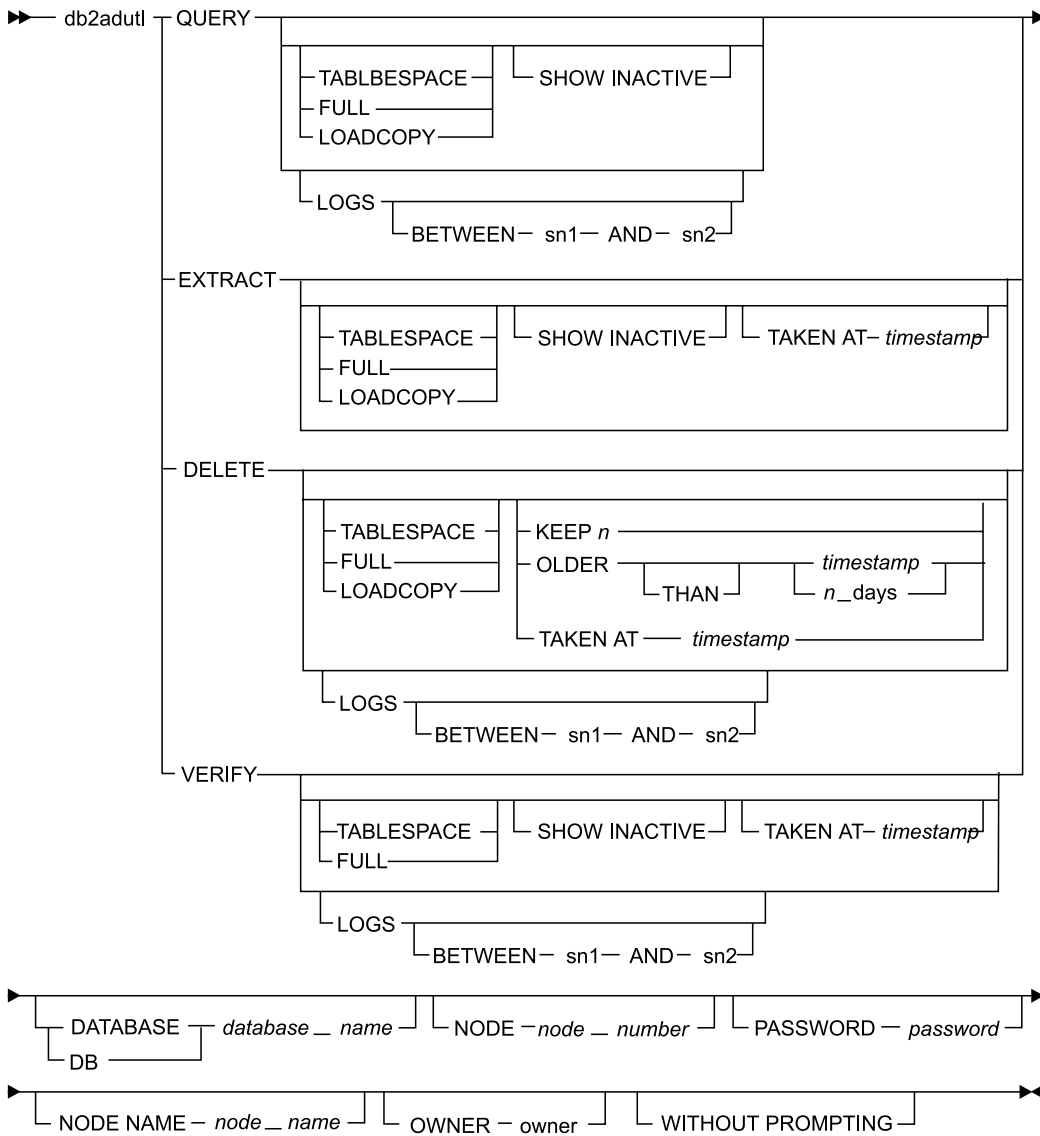 db2adutl QUERY
TABLBESPACE SHOW INACTIVE
FULL
LOADCOPY
LOGS
BETWEEN sn1 AND sn2
EXTRACT
TABLESPACE SHOW INACTIVE TAKEN AT timestamp
FULL
LOADCOPY
DELETE
TABLESPACE KEEP n
FULL OLDER timestamp
LOADCOPY THAN n_days
TAKEN AT timestamp
LOGS
BETWEEN sn1 AND sn2
VERIFY
TABLESPACE SHOW INACTIVE TAKEN AT timestamp
FULL
LOGS
BETWEEN sn1 AND sn2
DATABASE database_name NODE node_number PASSWORD password
DB
NODE NAME node_name OWNER owner WITHOUT PROMPTING